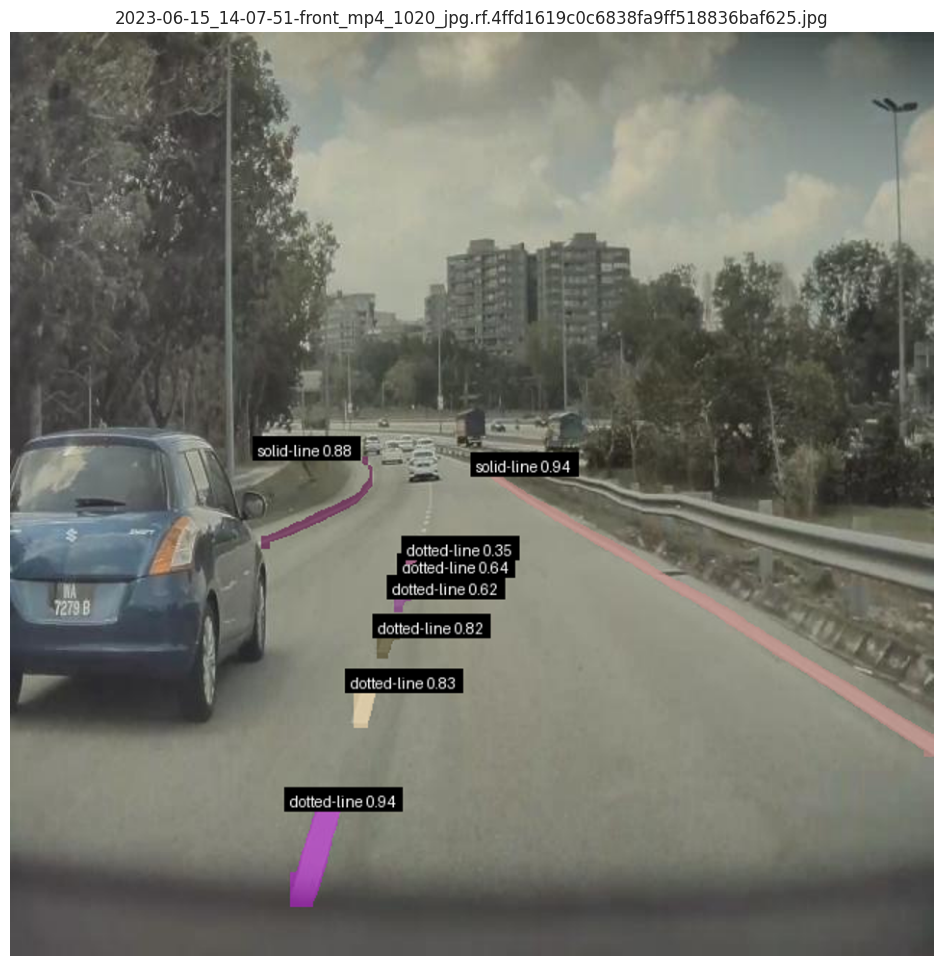 2023-06-15_14-07-51-front_mp4_1020_jpg.rf.4ffd1619c0c6838fa9ff518836baf625.jpg
solid-line 0.88
solid-line 0.94
dotted-line 0.35
dotted-line 0.64
dotted-line 0.62
dotted-line 0.82
dotted-line 0.83
dotted-line 0.94
SWIFT
WA
7279 B